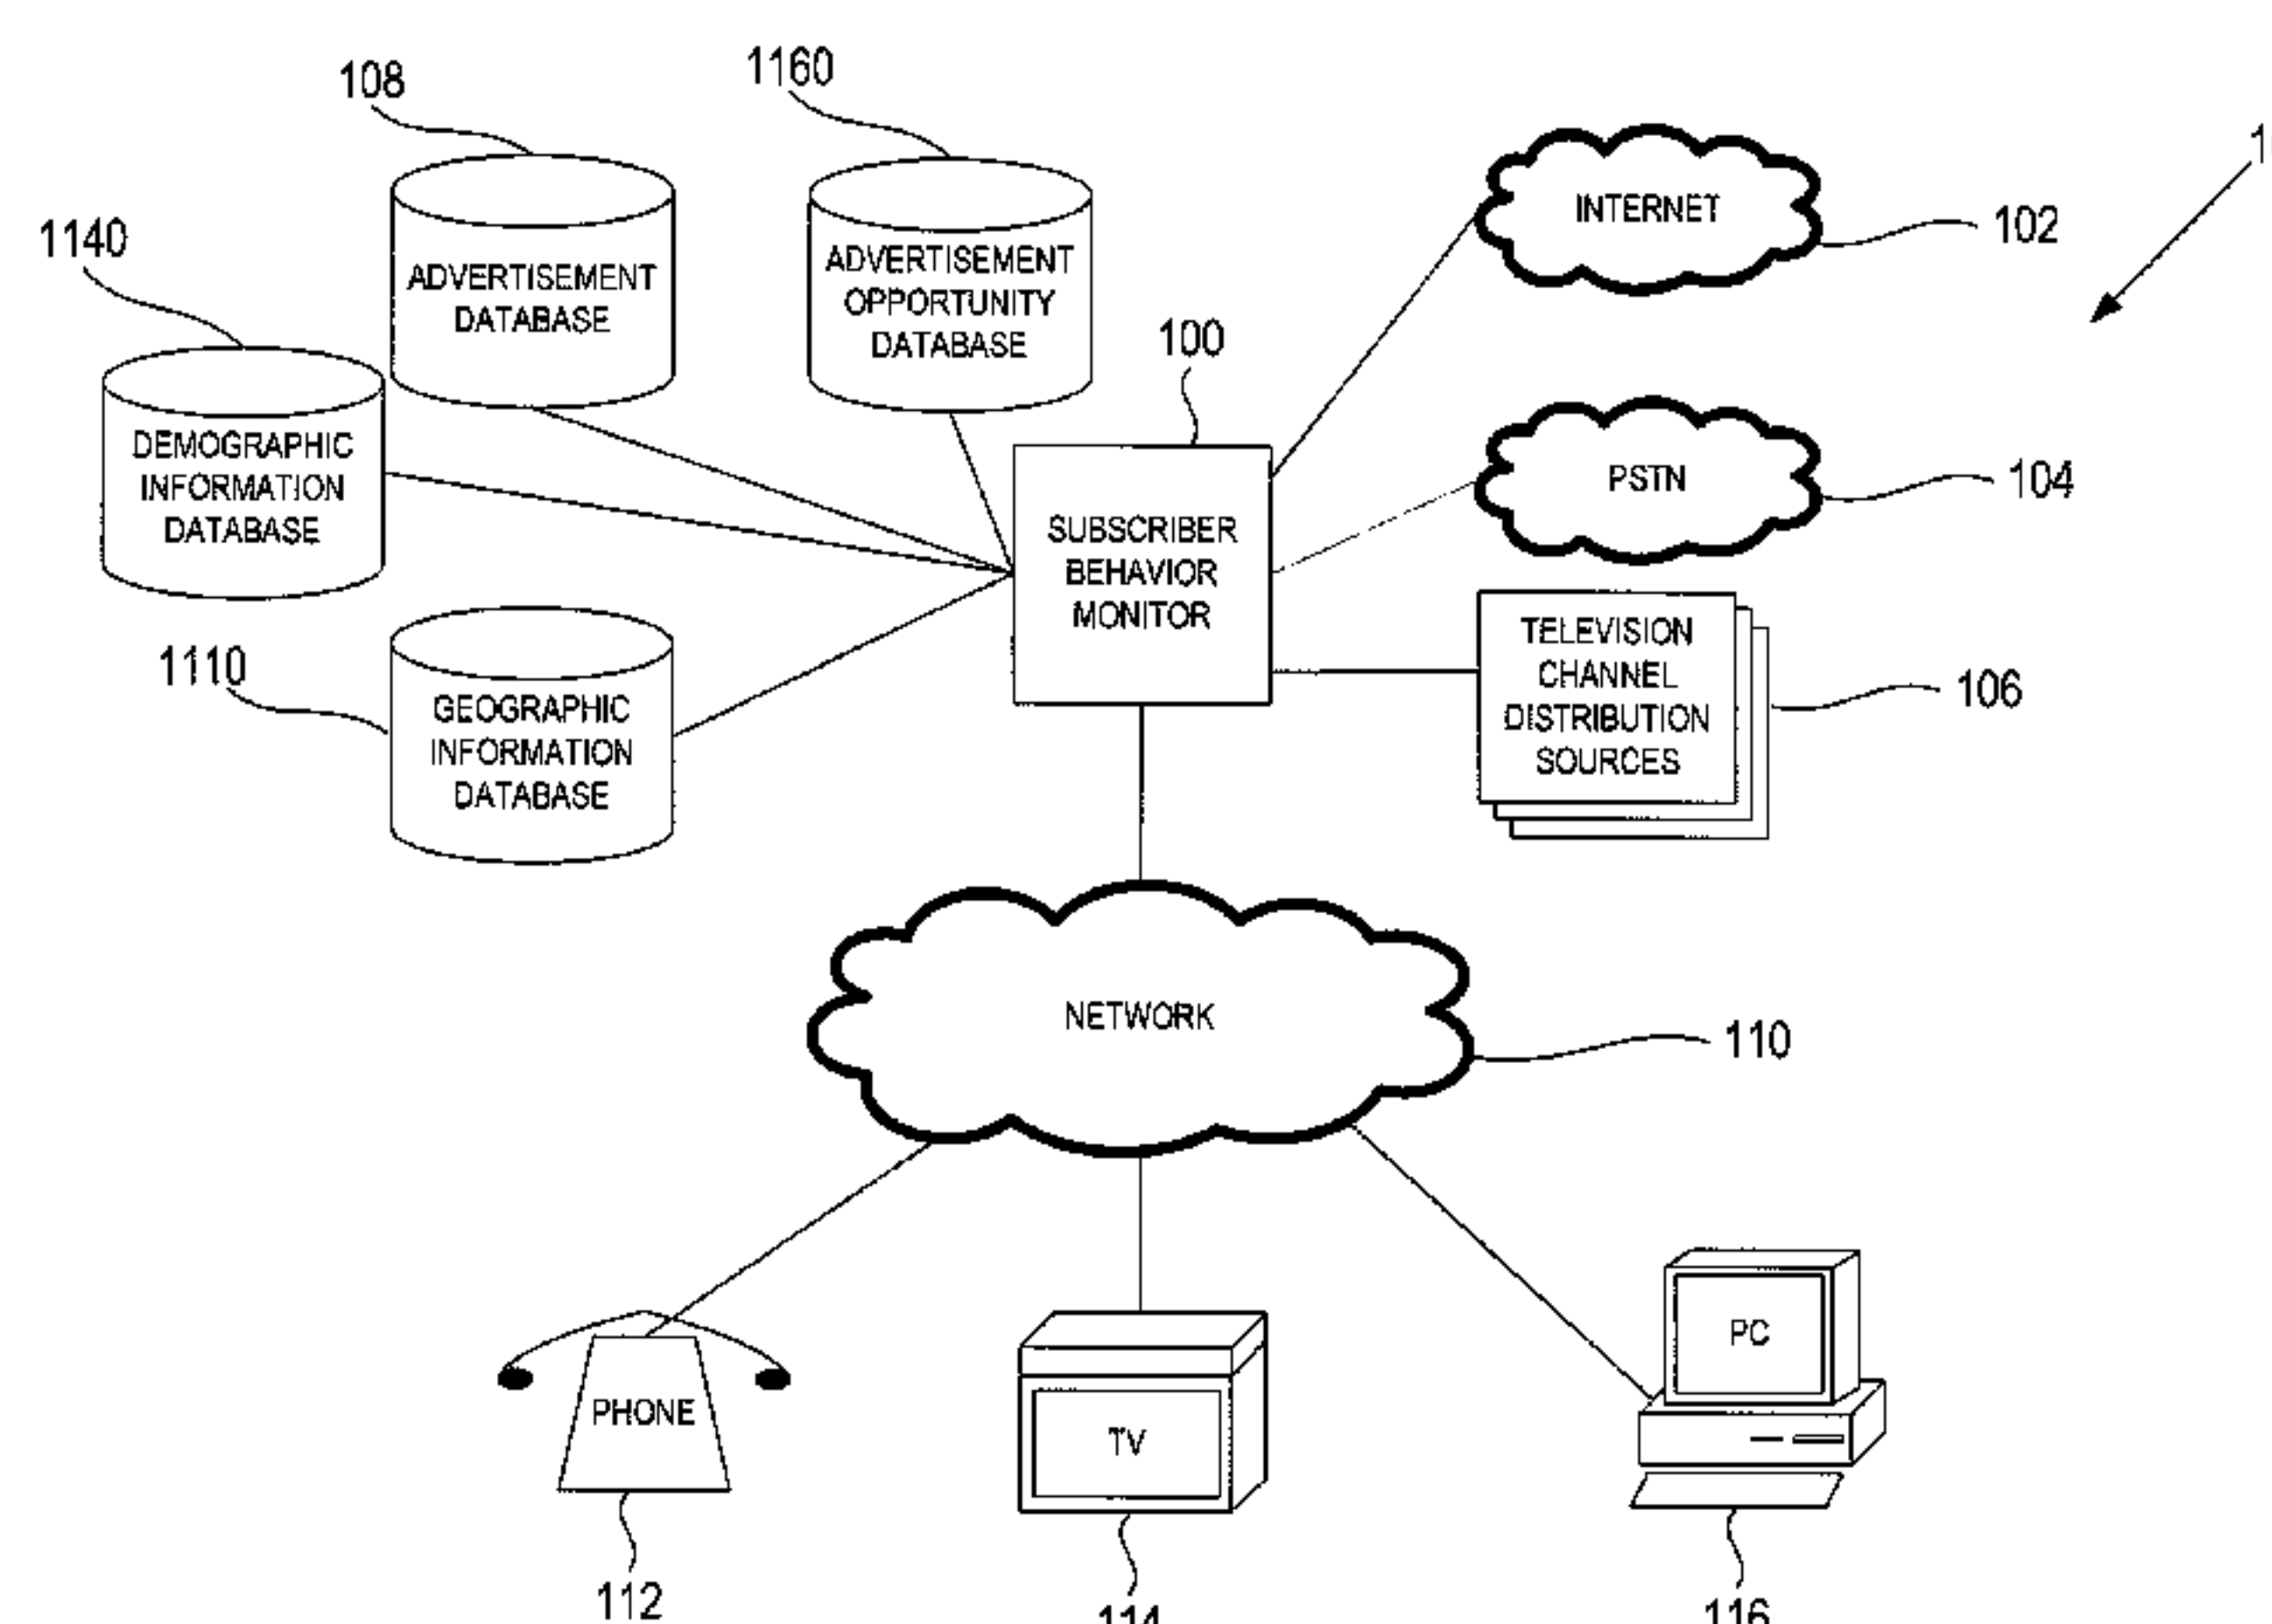 108
1160
1140
ADVERTISEMENT
DATABASE
ADVERTISEMENT
OPPORTUNITY
DATABASE
INTERNET
102
DEMOGRAPHIC
INFORMATION
DATABASE
100
SUBSCRIBER
BEHAVIOR
MONITOR
PSTN
104
1110
GEOGRAPHIC
INFORMATION
DATABASE
TELEVISION
CHANNEL
DISTRIBUTION
SOURCES
106
NETWORK
110
PHONE
112
TV
114
PC
116